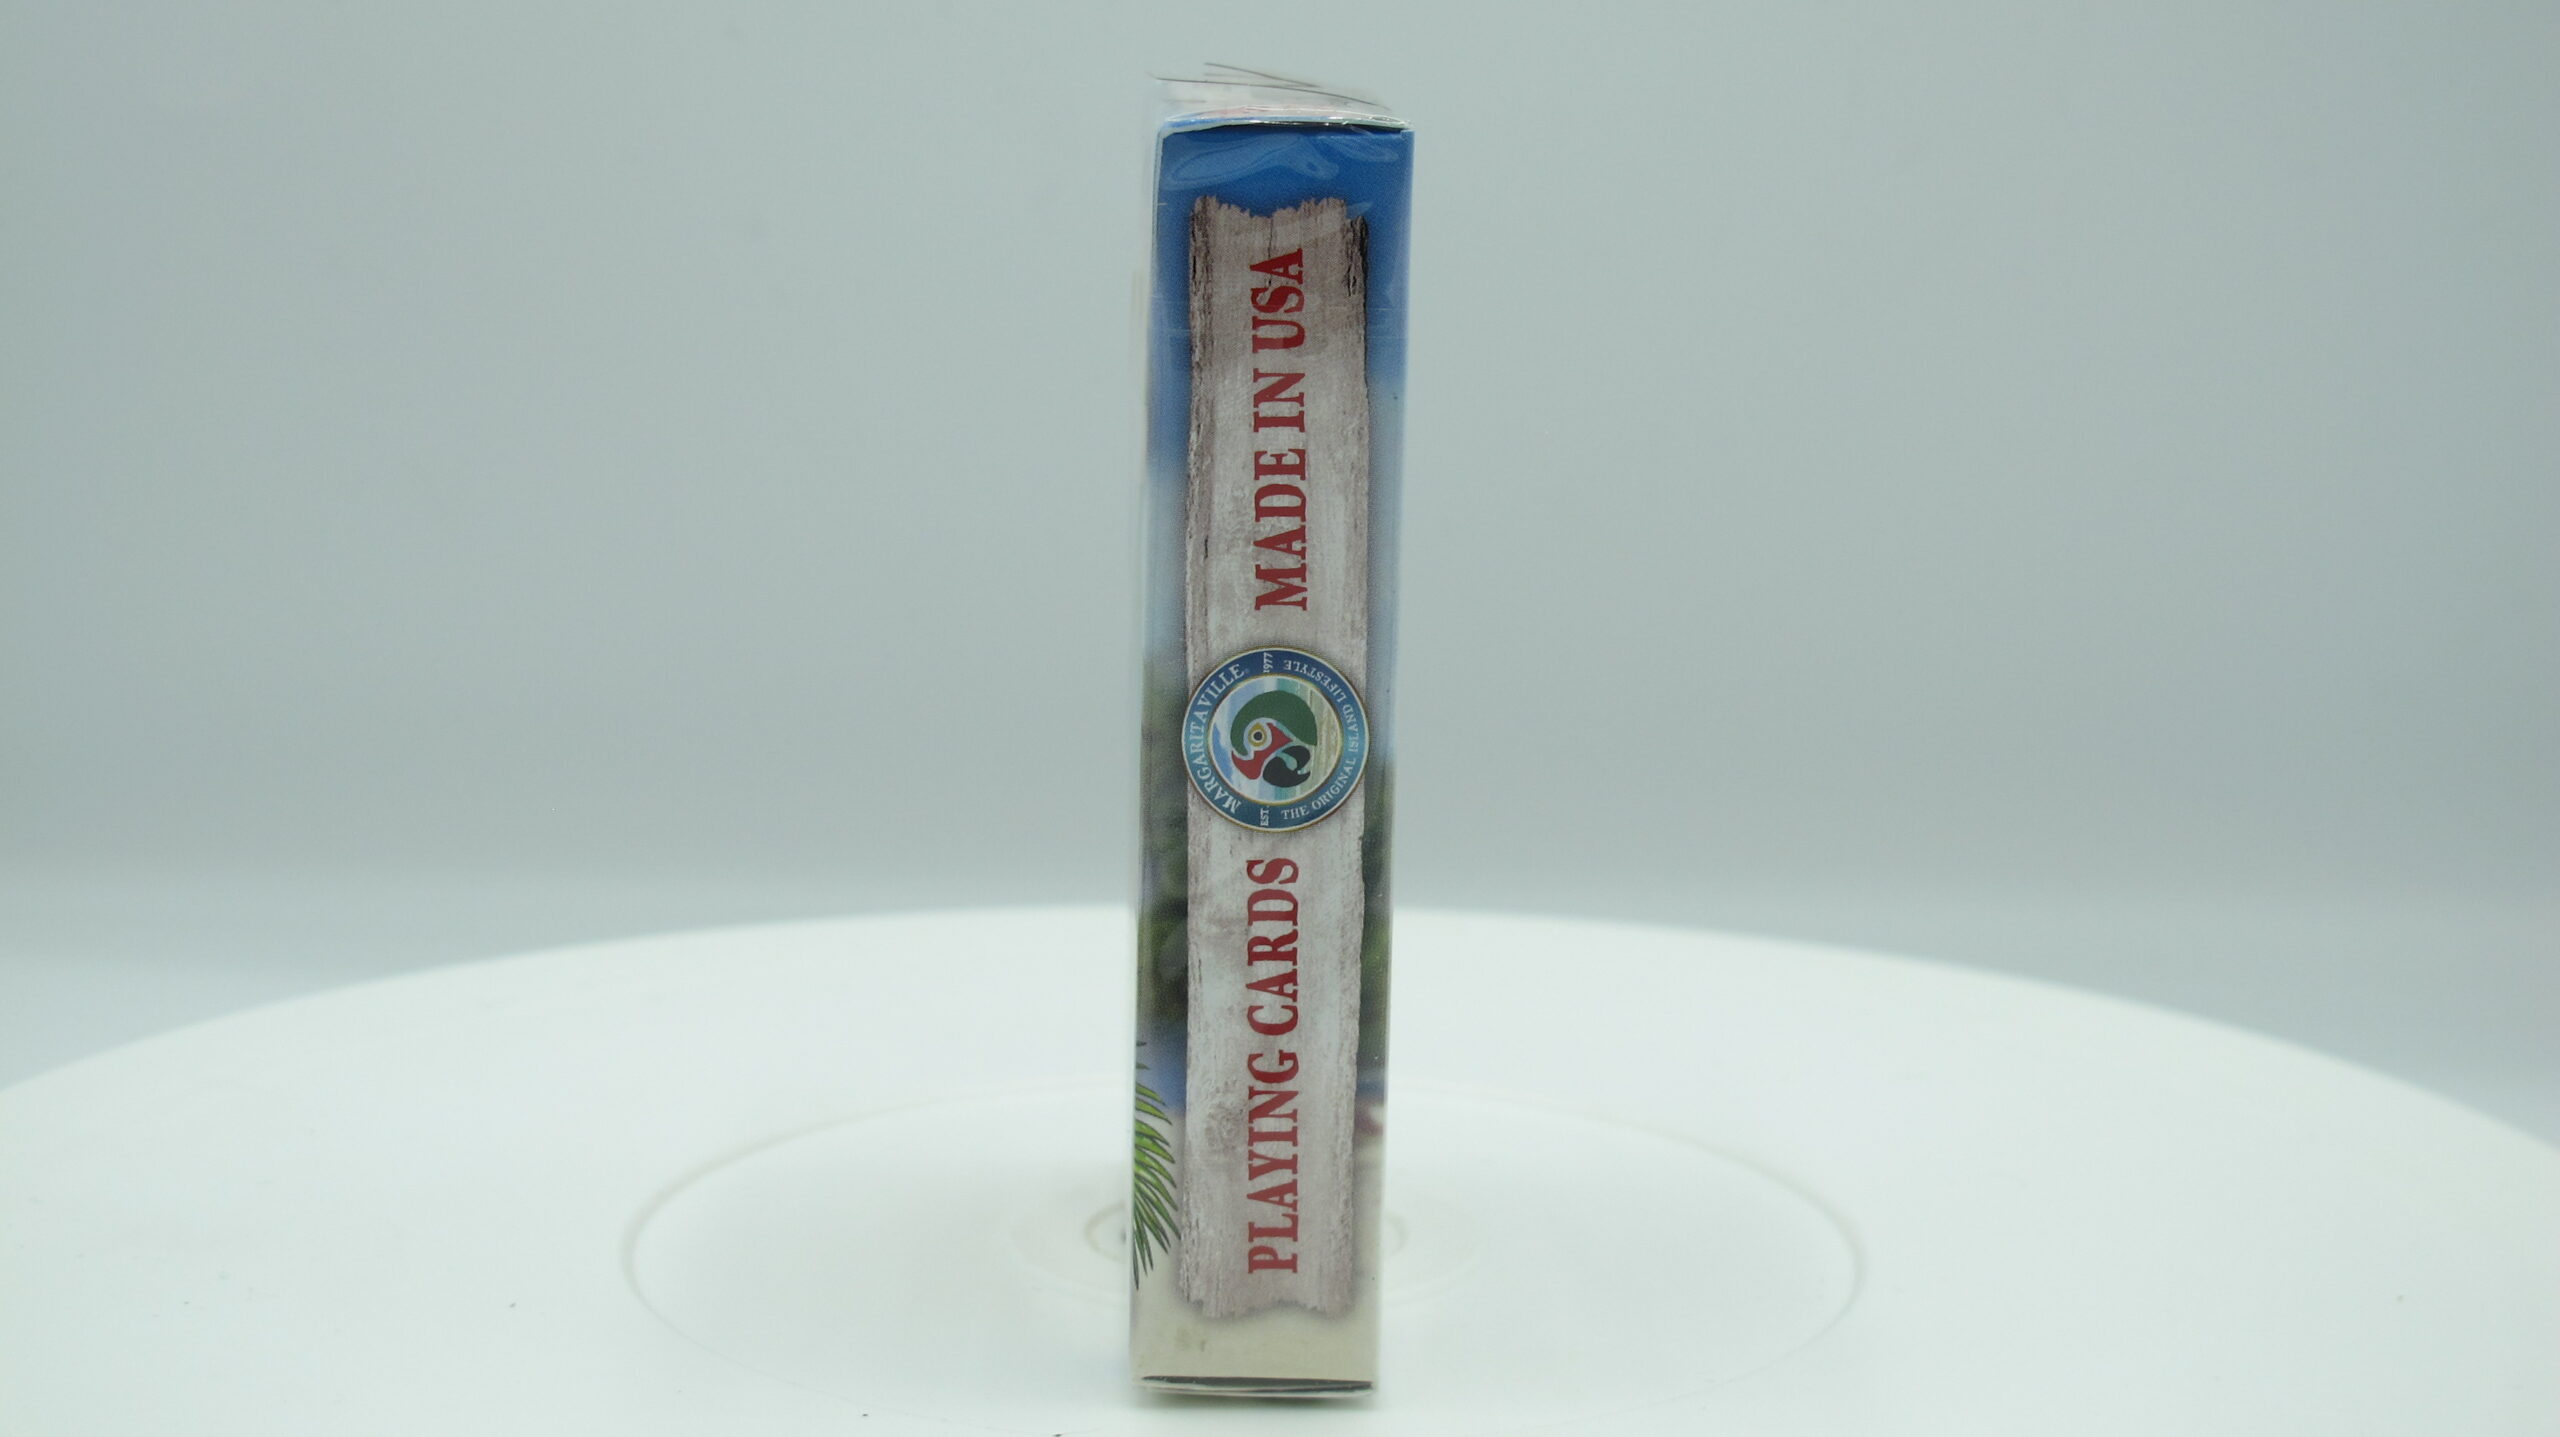 PLAYING CARDS
MARGARITAVILLE
EST. 1977
THE ORIGINAL ISLAND LIFESTYLE
MADE IN USA